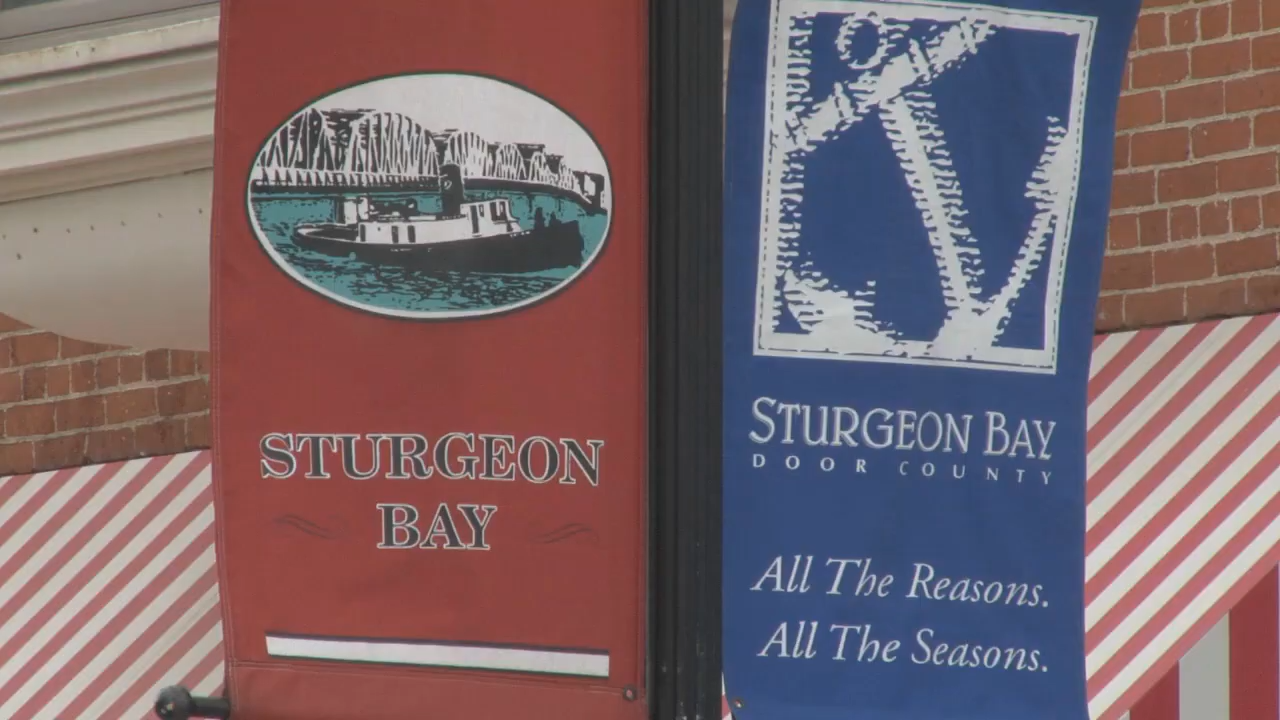 STURGEON
BAY
STURGEON BAY
DOOR COUNTY
All The Reasons.
All The Seasons.